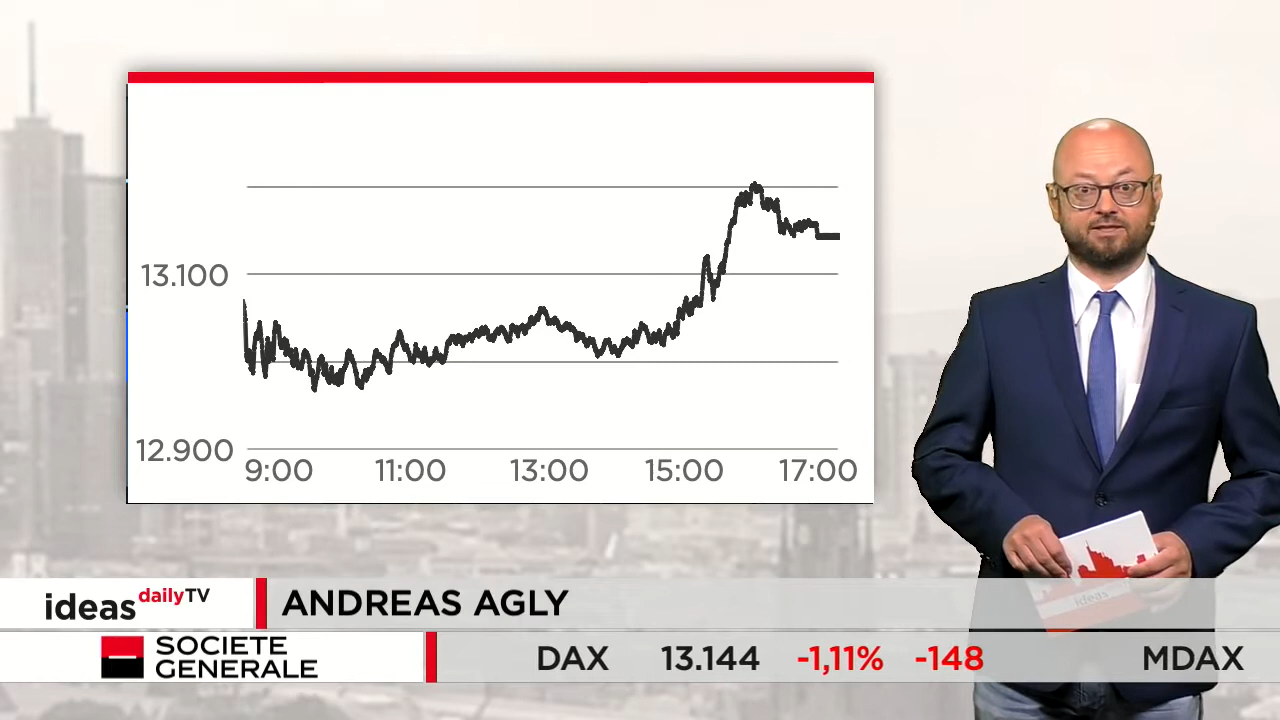 13.100
12.900
9:00 11:00 13:00 15:00 17:00
ideas dailyTV
ANDREAS AGLY
SOCIETE
GENERALE
DAX 13.144 -1,11% -148 MDAX
ideas